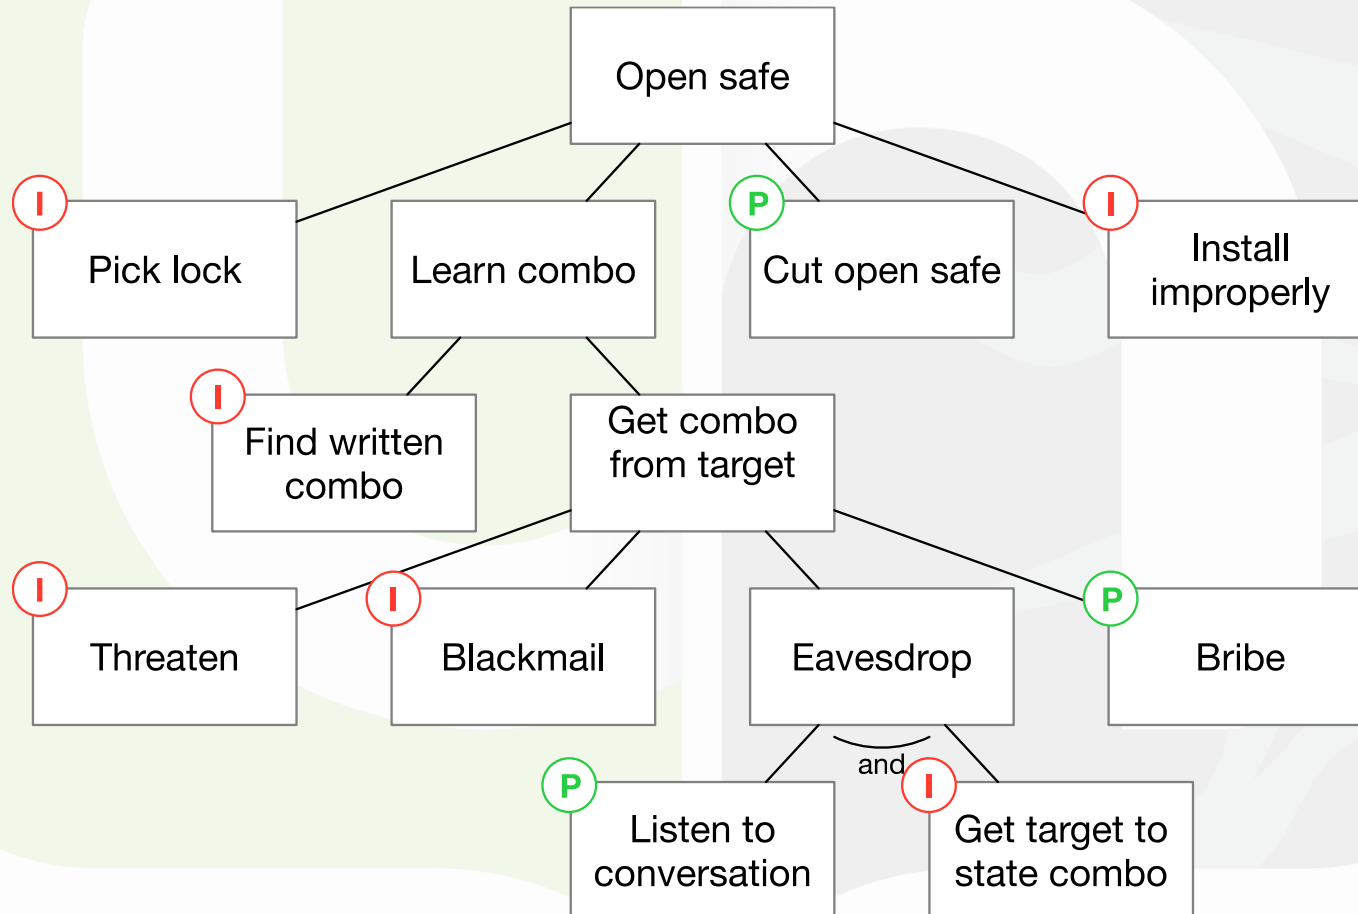 Open safe
I
P
I
Pick lock
Learn combo
Cut open safe
Install
improperly
I
Find written
combo
Get combo
from target
I
I
P
Threaten
Blackmail
Eavesdrop
Bribe
and
P
I
Listen to
conversation
Get target to
state combo